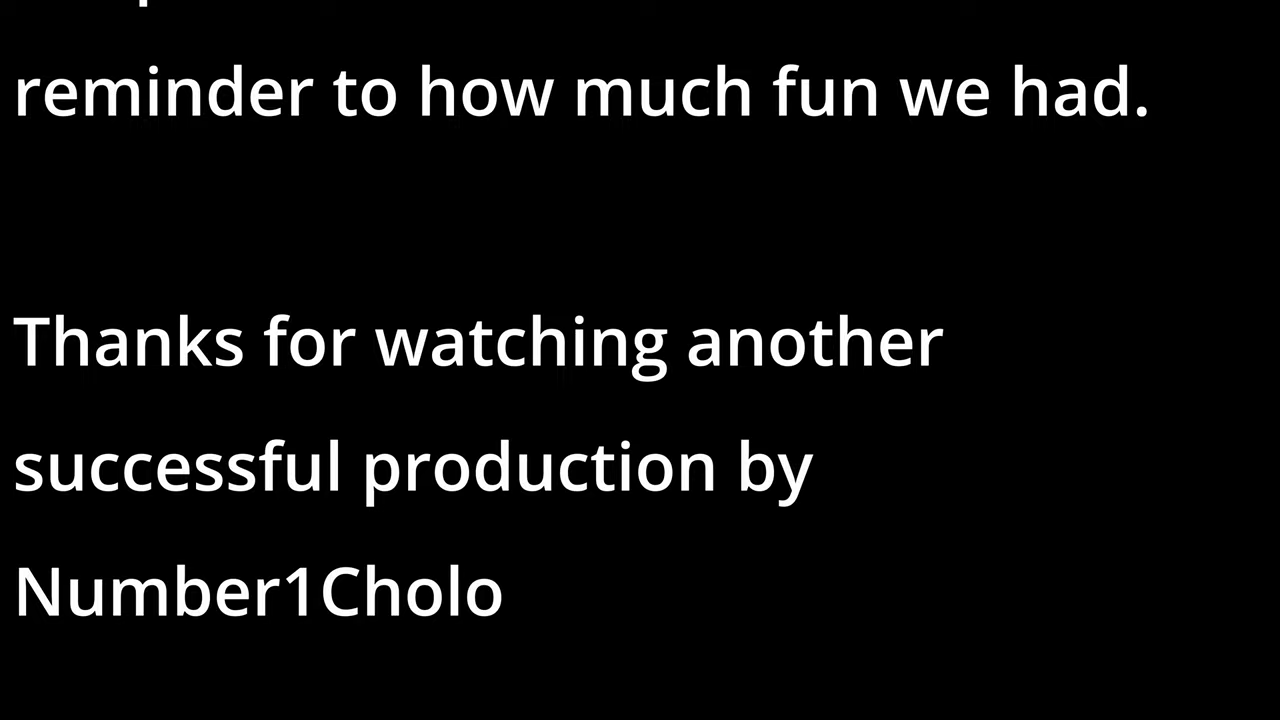 reminder to how much fun we had.
Thanks for watching another
successful production by
Number1Cholo